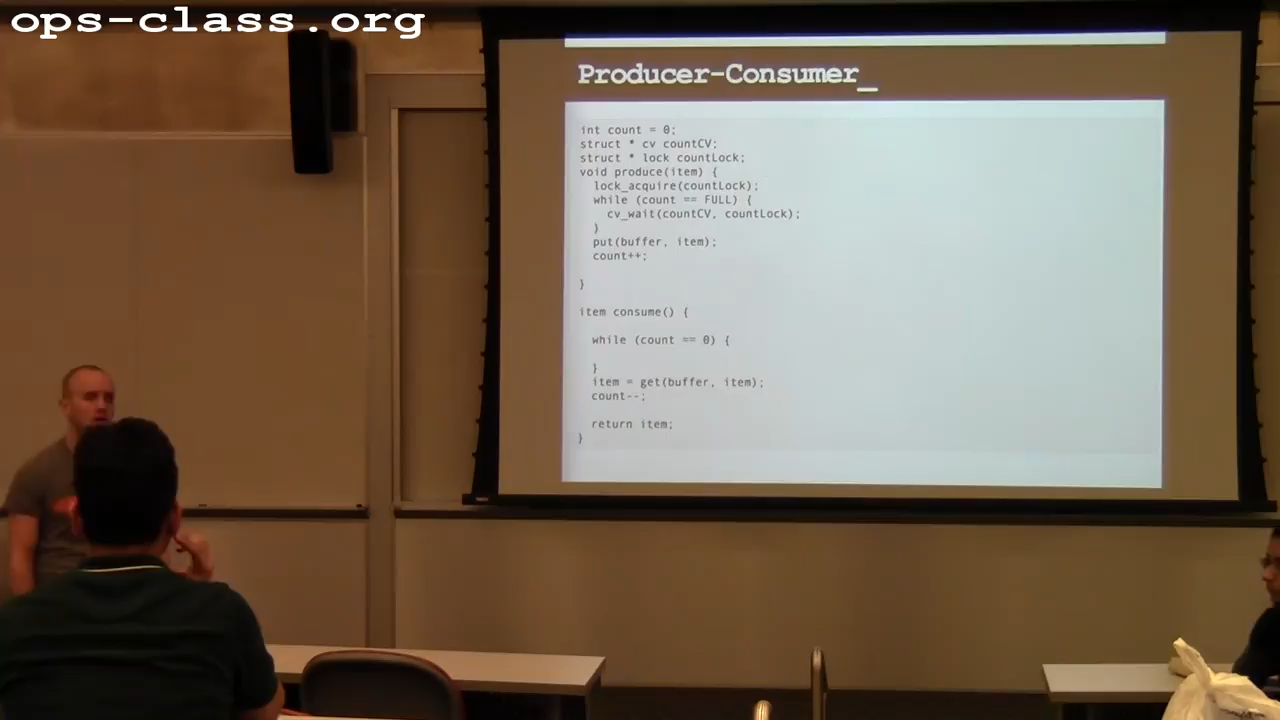 ops-class.org
Producer-Consumer_
int count = 0;
struct * cv countCV;
struct * lock countLock;
void produce(item) {
lock_acquire(countLock);
while (count == FULL) {
cv_wait(countCV, countLock);
}
put(buffer, item);
count++;
}
item consume() {
while (count == 0) {
}
item = get(buffer, item);
count--;
return item;
}